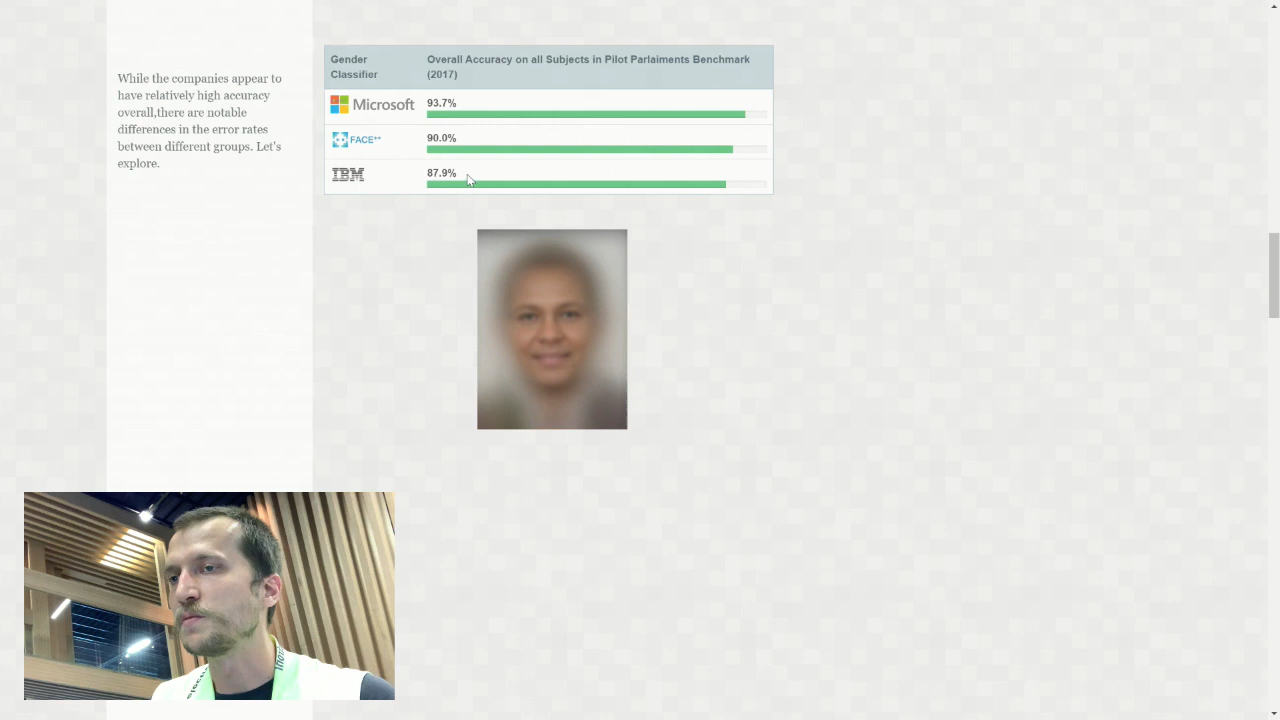 While the companies appear to
have relatively high accuracy
overall,there are notable
differences in the error rates
between different groups. Let's
explore.
Gender
Classifier
Overall Accuracy on all Subjects in Pilot Parlaiments Benchmark
(2017)
Microsoft
93.7%
FACE++
90.0%
IBM
87.9%